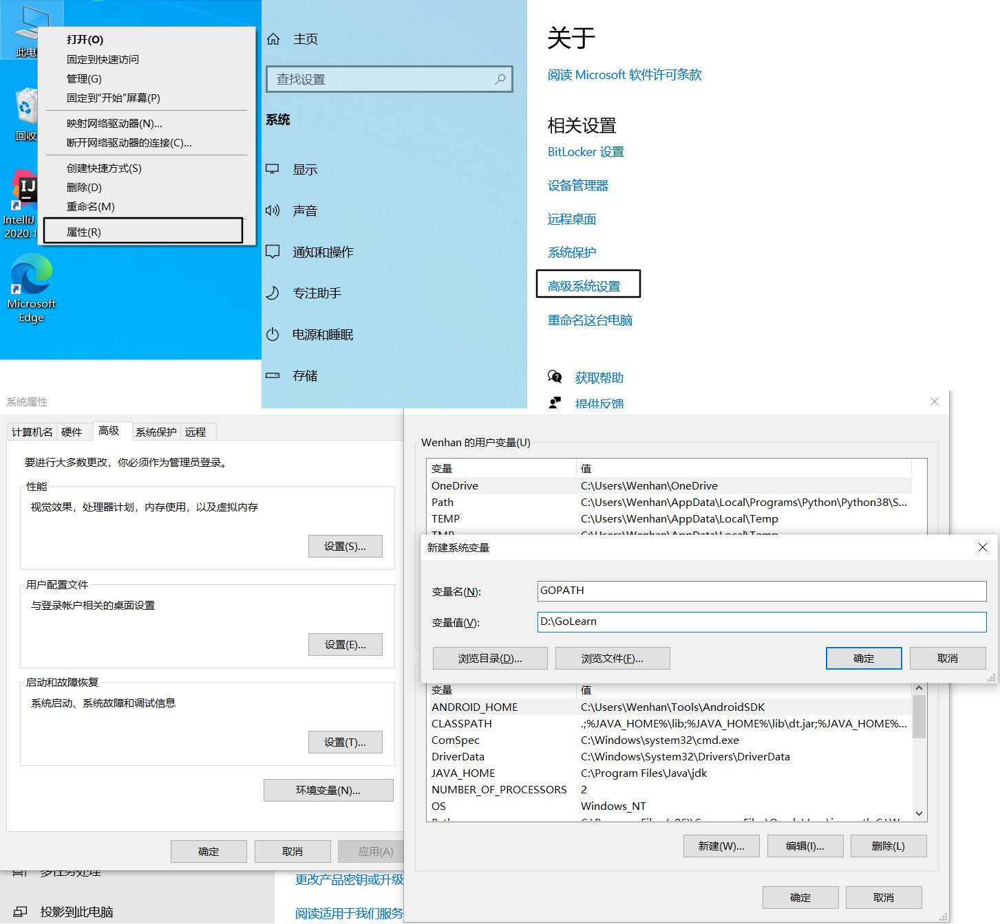 此电
打开(O)
固定到快速访问
管理(G)
固定到“开始”屏幕(P)
映射网络驱动器(N)...
断开网络驱动器的连接(C)...
创建快捷方式(S)
删除(D)
重命名(M)
属性(R)
回收
IJ
IntelliJ
2020.1
Microsoft
Edge
主页
查找设置
系统
显示
声音
通知和操作
专注助手
电源和睡眠
存储
关于
阅读 Microsoft 软件许可条款
相关设置
BitLocker 设置
设备管理器
远程桌面
系统保护
高级系统设置
重命名这台电脑
获取帮助
提供反馈
系统属性
计算机名 硬件 高级 系统保护 远程
要进行大多数更改，你必须作为管理员登录。
性能
视觉效果，处理器计划，内存使用，以及虚拟内存
设置(S)...
用户配置文件
与登录帐户相关的桌面设置
设置(E)...
启动和故障恢复
系统启动、系统故障和调试信息
设置(T)...
环境变量(N)...
确定 取消 应用(A)
多任务处理
投影到此电脑
更改产品密钥或升级
阅读适用于我们服务
Wenhan 的用户变量(U)
变量 值
OneDrive C:\Users\Wenhan\OneDrive
Path C:\Users\Wenhan\AppData\Local\Programs\Python\Python38\S...
TEMP C:\Users\Wenhan\AppData\Local\Temp
TMP C:\Users\Wenhan\AppData\Local\Temp
新建系统变量
变量名(N): GOPATH
变量值(V): D:\GoLearn
浏览目录(D)... 浏览文件(F)... 确定 取消
变量 值
ANDROID_HOME C:\Users\Wenhan\Tools\AndroidSDK
CLASSPATH .;%JAVA_HOME%\lib;%JAVA_HOME%\lib\dt.jar;%JAVA_HOME%...
ComSpec C:\Windows\system32\cmd.exe
DriverData C:\Windows\System32\Drivers\DriverData
JAVA_HOME C:\Program Files\Java\jdk
NUMBER_OF_PROCESSORS 2
OS Windows_NT
新建(W)... 编辑(I)... 删除(L)
确定 取消